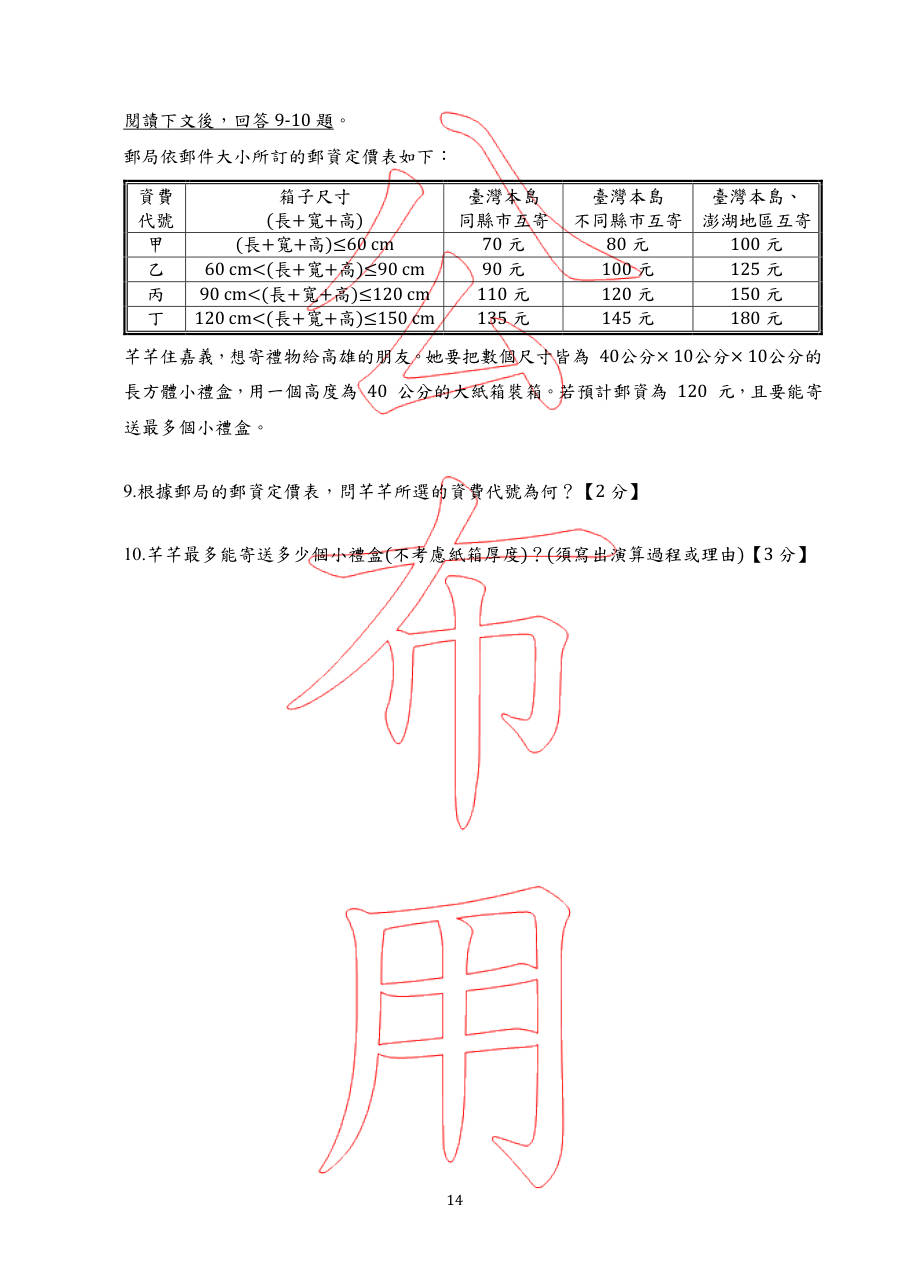 閱讀下文後，回答 9-10 題。
郵局依郵件大小所訂的郵資定價表如下：
資費代號 箱子尺寸(長+寬+高) 臺灣本島同縣市互寄 臺灣本島不同縣市互寄 臺灣本島、澎湖地區互寄
甲 (長+寬+高)≤60 cm 70 元 80 元 100 元
乙 60 cm<(長+寬+高)≤90 cm 90 元 100 元 125 元
丙 90 cm<(長+寬+高)≤120 cm 110 元 120 元 150 元
丁 120 cm<(長+寬+高)≤150 cm 135 元 145 元 180 元
芊芊住嘉義，想寄禮物給高雄的朋友。她要把數個尺寸皆為 40公分× 10公分× 10公分的
長方體小禮盒，用一個高度為 40 公分的大紙箱裝箱。若預計郵資為 120 元，且要能寄
送最多個小禮盒。
9.根據郵局的郵資定價表，問芊芊所選的資費代號為何？【2 分】
10.芊芊最多能寄送多少個小禮盒(不考慮紙箱厚度)？(須寫出演算過程或理由)【3 分】
公
布
用
14